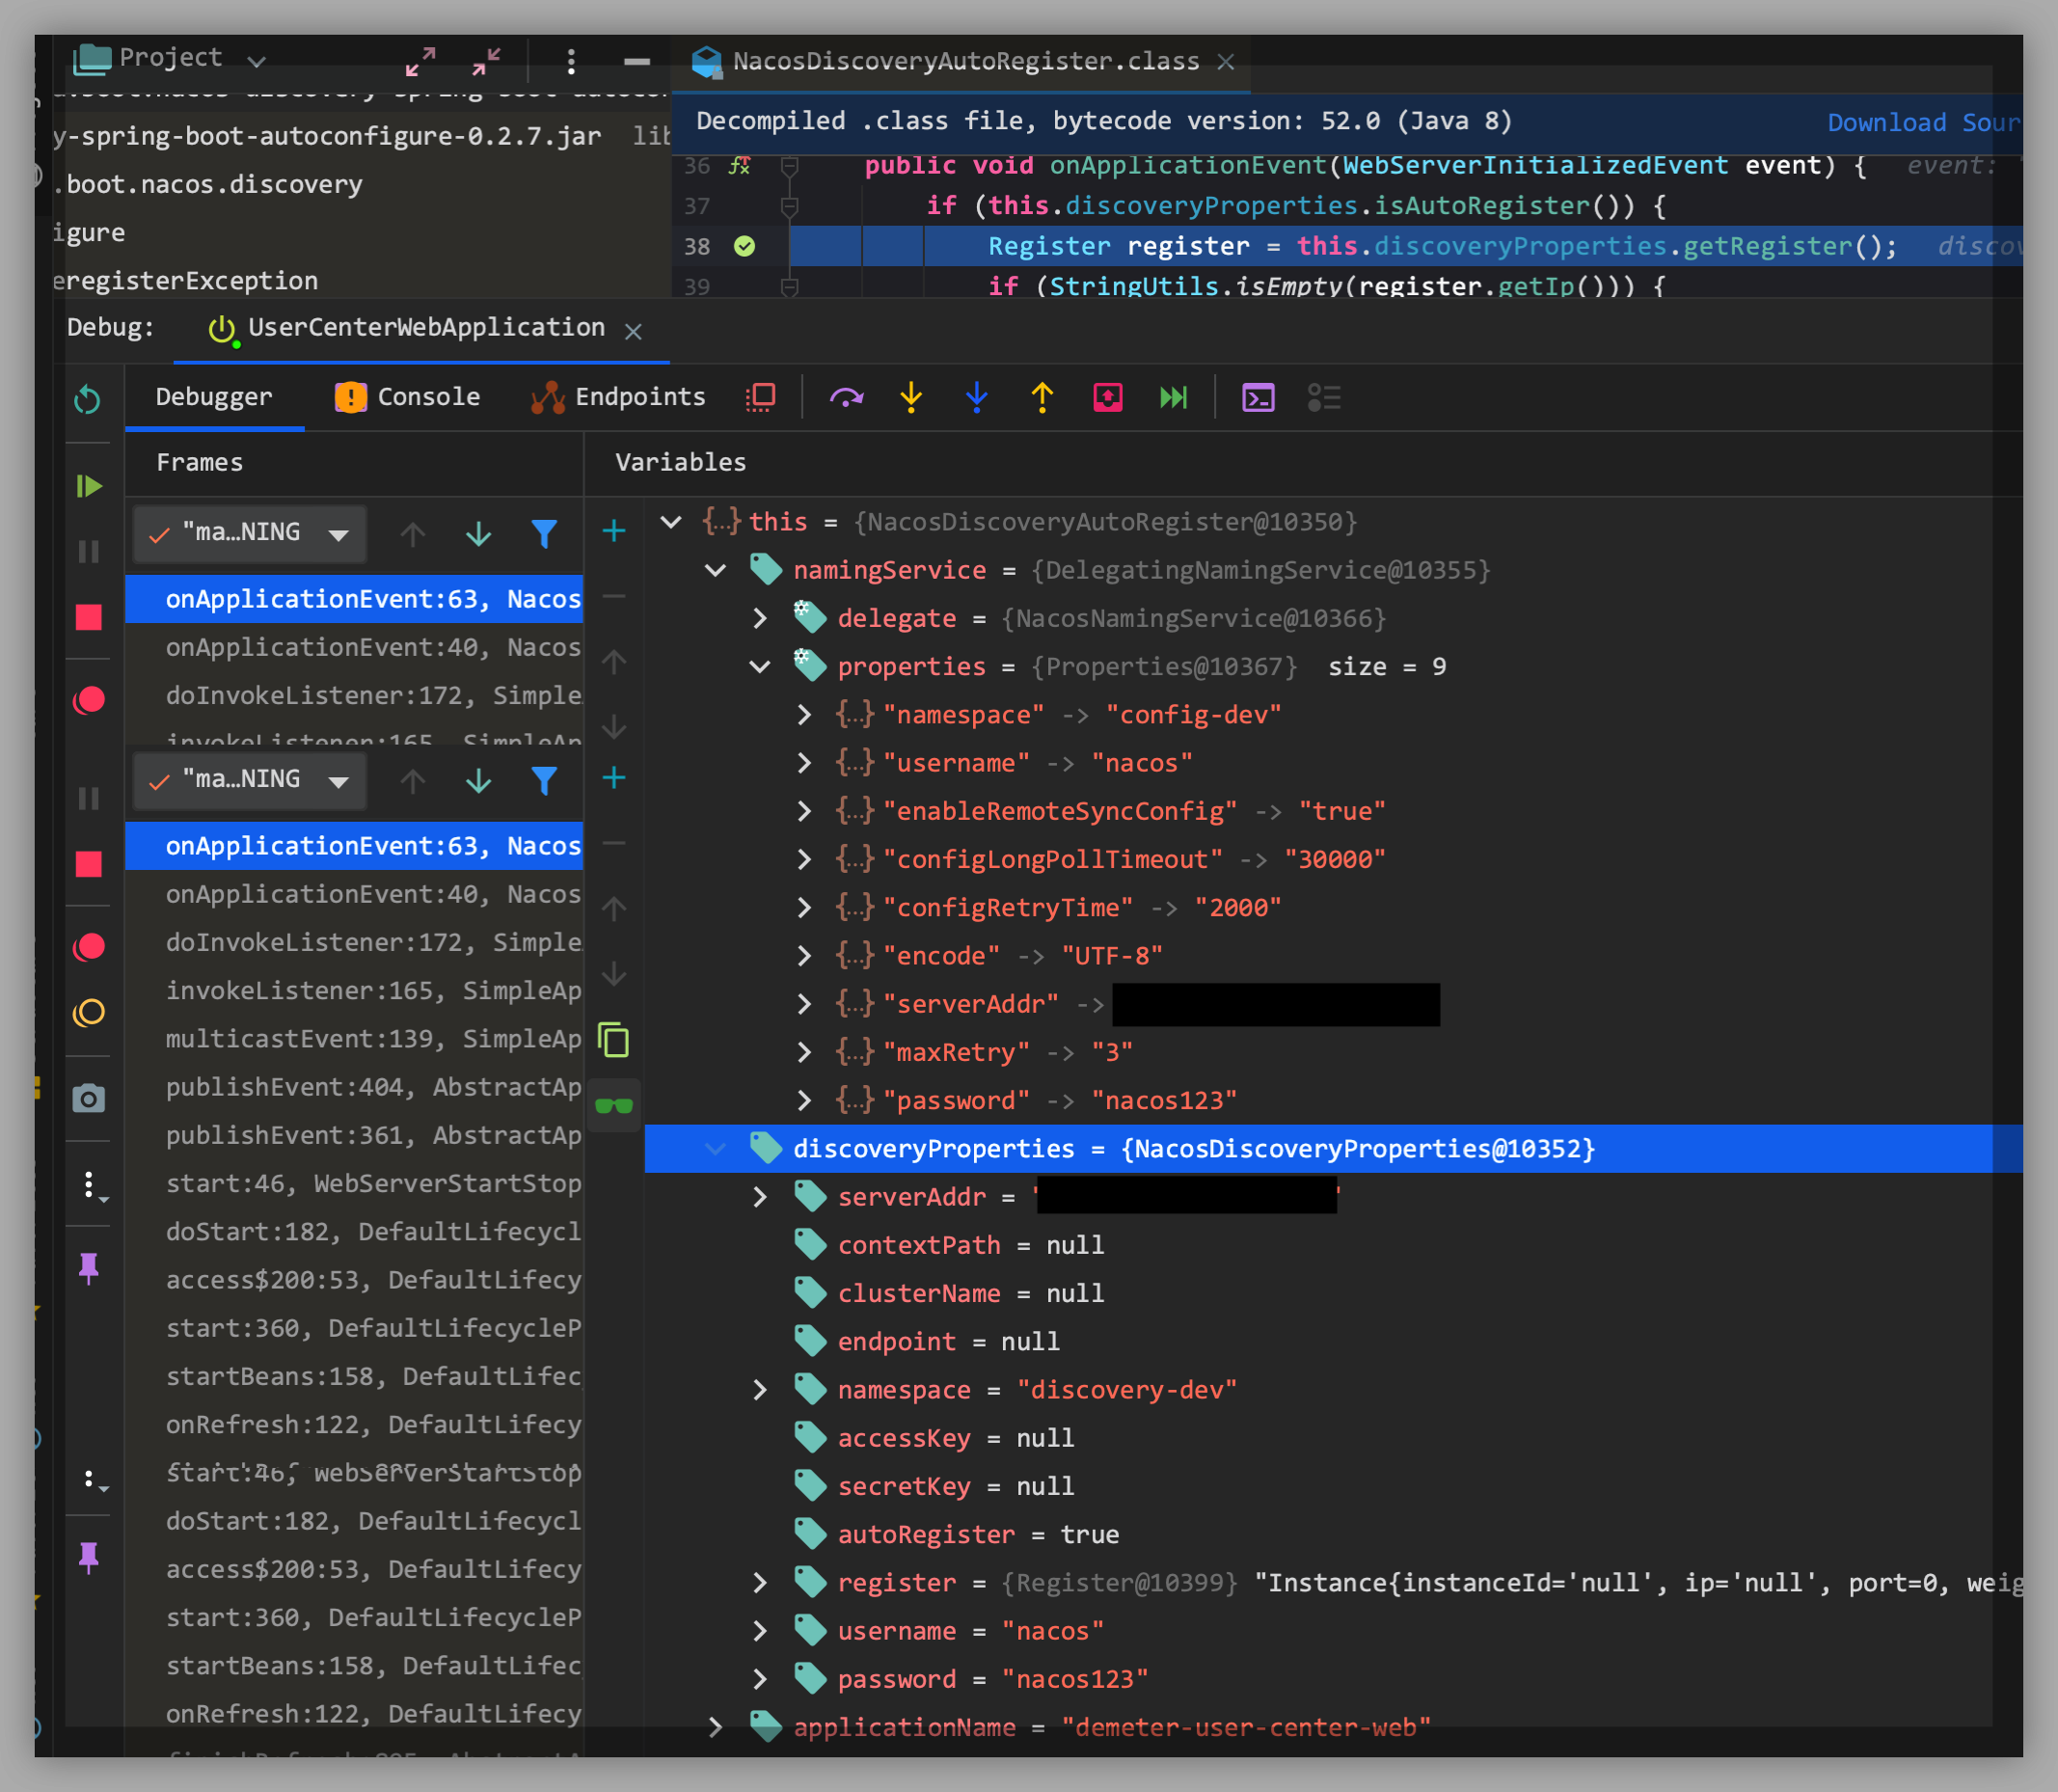 Project
NacosDiscoveryAutoRegister.class
y-spring-boot-autoconfigure-0.2.7.jar
.boot.nacos.discovery
igure
eregisterException
Decompiled .class file, bytecode version: 52.0 (Java 8)
Download Sour
36 public void onApplicationEvent(WebServerInitializedEvent event) { event:
37 if (this.discoveryProperties.isAutoRegister()) {
38 Register register = this.discoveryProperties.getRegister(); discov
39 if (StringUtils.isEmpty(register.getIp())) {
Debug: UserCenterWebApplication
Debugger Console Endpoints
Frames
"ma…NING
onApplicationEvent:63, Nacos
onApplicationEvent:40, Nacos
doInvokeListener:172, Simple
invokeListener:165, SimpleAp
"ma…NING
onApplicationEvent:63, Nacos
onApplicationEvent:40, Nacos
doInvokeListener:172, Simple
invokeListener:165, SimpleAp
multicastEvent:139, SimpleAp
publishEvent:404, AbstractAp
publishEvent:361, AbstractAp
start:46, WebServerStartStop
doStart:182, DefaultLifecycl
access$200:53, DefaultLifecy
start:360, DefaultLifecycleP
startBeans:158, DefaultLifec
onRefresh:122, DefaultLifecy
start:46, WebServerStartStop
doStart:182, DefaultLifecycl
access$200:53, DefaultLifecy
start:360, DefaultLifecycleP
startBeans:158, DefaultLifec
onRefresh:122, DefaultLifecy
Variables
{…} this = {NacosDiscoveryAutoRegister@10350}
namingService = {DelegatingNamingService@10355}
delegate = {NacosNamingService@10366}
properties = {Properties@10367} size = 9
{…} "namespace" -> "config-dev"
{…} "username" -> "nacos"
{…} "enableRemoteSyncConfig" -> "true"
{…} "configLongPollTimeout" -> "30000"
{…} "configRetryTime" -> "2000"
{…} "encode" -> "UTF-8"
{…} "serverAddr" ->
{…} "maxRetry" -> "3"
{…} "password" -> "nacos123"
discoveryProperties = {NacosDiscoveryProperties@10352}
serverAddr =
contextPath = null
clusterName = null
endpoint = null
namespace = "discovery-dev"
accessKey = null
secretKey = null
autoRegister = true
register = {Register@10399} "Instance{instanceId='null', ip='null', port=0, weig
username = "nacos"
password = "nacos123"
applicationName = "demeter-user-center-web"